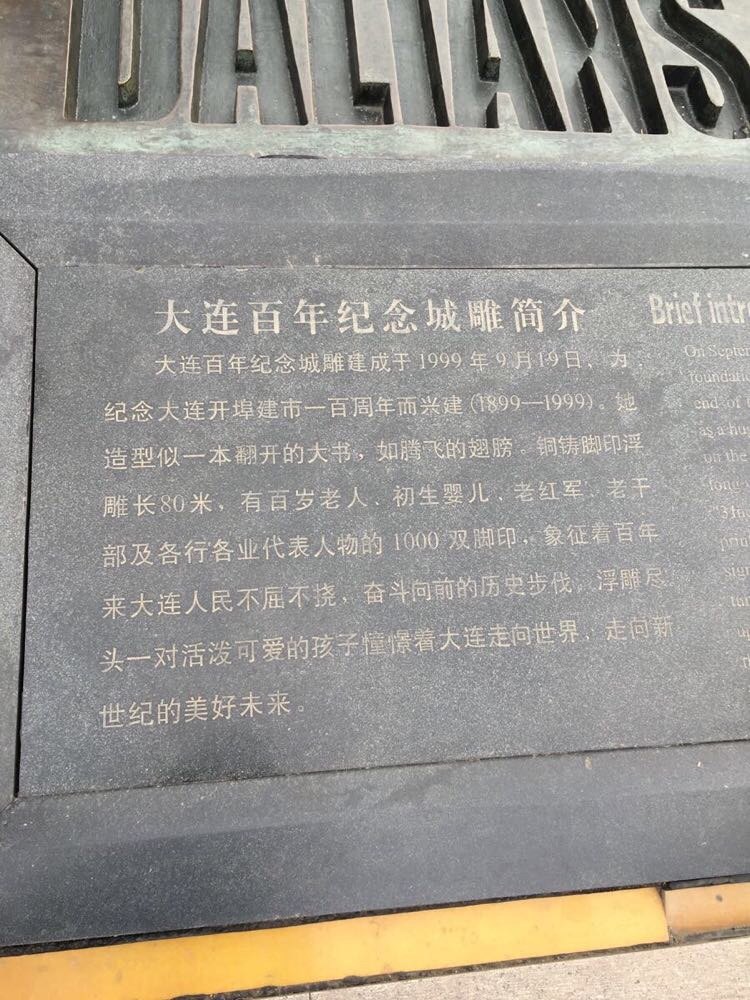 DALIAN'S
大连百年纪念城雕简介
大连百年纪念城雕建成于1999年9月19日，为
纪念大连开埠建市一百周年而兴建(1899—1999)。她
造型似一本翻开的大书，如腾飞的翅膀。铜铸脚印浮
雕长80米，有百岁老人、初生婴儿、老红军、老干
部及各行各业代表人物的1000双脚印，象征着百年
来大连人民不屈不挠，奋斗向前的历史步伐。浮雕尽
头一对活泼可爱的孩子憧憬着大连走向世界，走向新
世纪的美好未来。
Brief
On
end of
on the